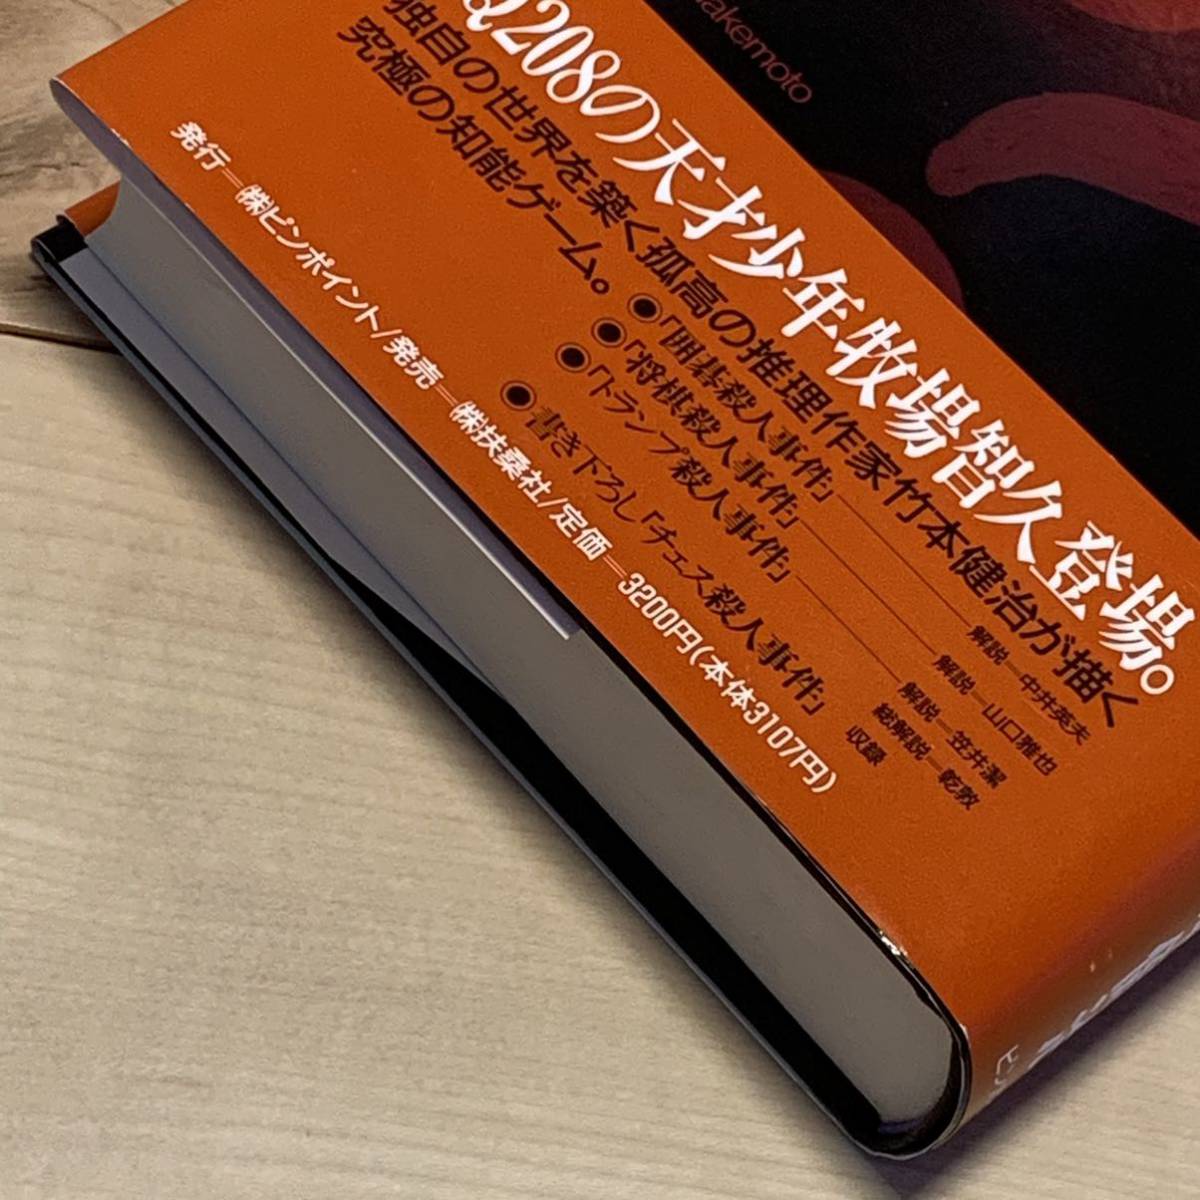 akemoto
Q208の天才少年牧場智久登場。
独自の世界を築く孤高の推理作家竹本健治が描く
究極の知能ゲーム。
◉「囲碁殺人事件」——解説=中井英夫
◉「将棋殺人事件」——解説=山口雅也
◉「トランプ殺人事件」——解説=笠井潔
総解説=乾敦
◉書き下ろし「チェス殺人事件」収録
発行=㈱ピンポイント/発売=㈱扶桑社/定価=3200円(本体3107円)